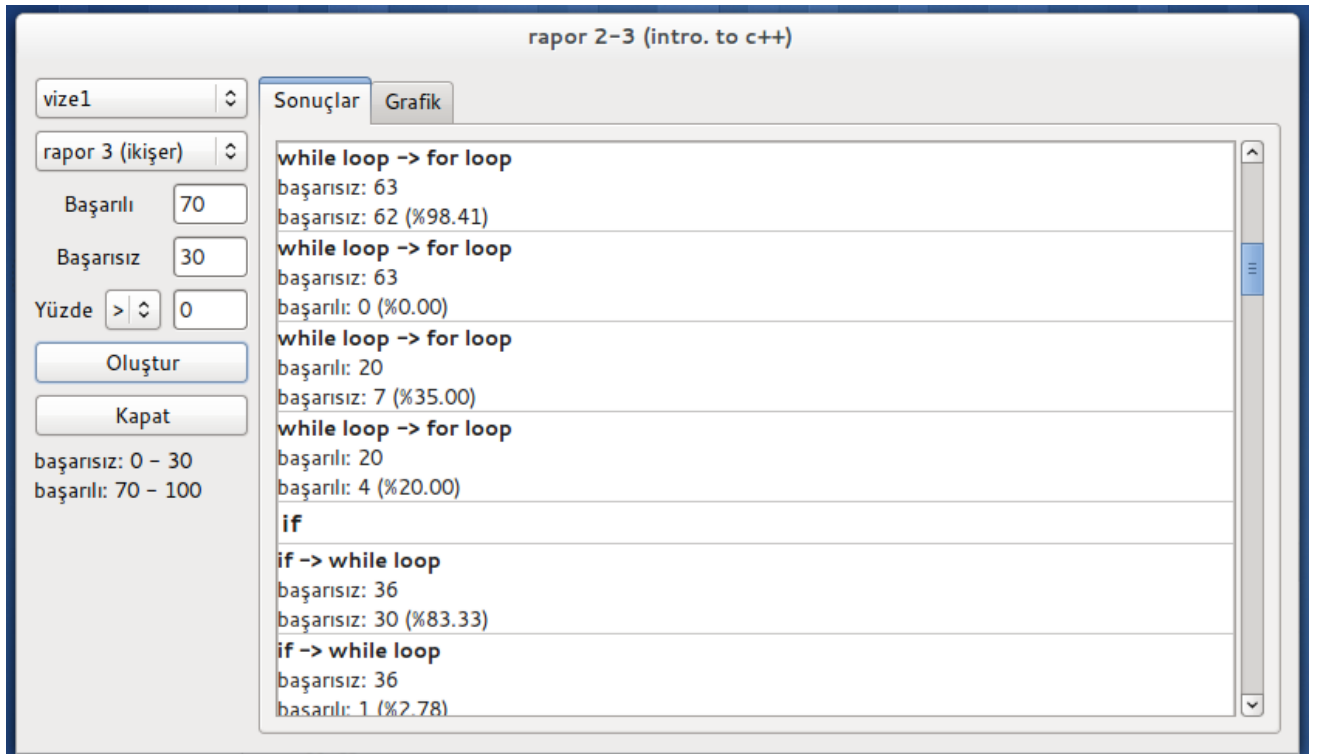 rapor 2-3 (intro. to c++)
vize1
rapor 3 (ikişer)
Başarılı 70
Başarısız 30
Yüzde > 0
Oluştur
Kapat
başarısız: 0 - 30
başarılı: 70 - 100
Sonuçlar Grafik
while loop -> for loop
başarısız: 63
başarısız: 62 (%98.41)
while loop -> for loop
başarısız: 63
başarılı: 0 (%0.00)
while loop -> for loop
başarılı: 20
başarısız: 7 (%35.00)
while loop -> for loop
başarılı: 20
başarılı: 4 (%20.00)
if
if -> while loop
başarısız: 36
başarısız: 30 (%83.33)
if -> while loop
başarısız: 36
başarılı: 1 (%2.78)